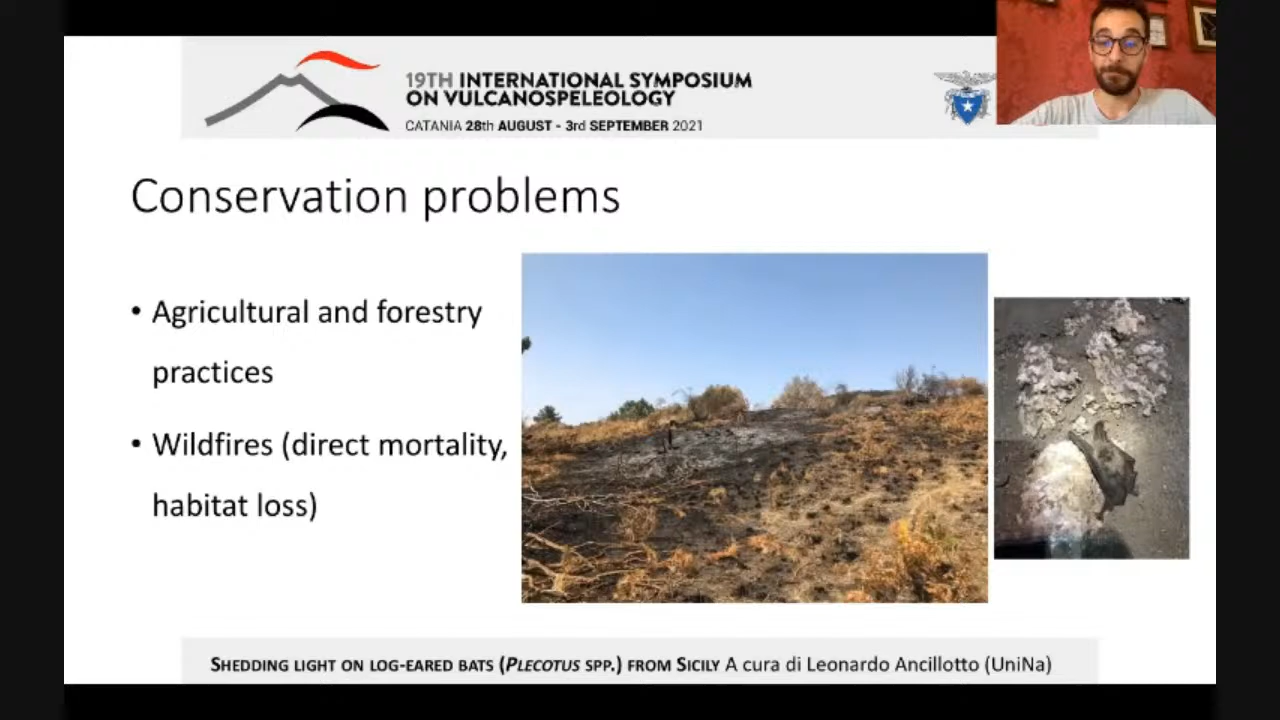 19TH INTERNATIONAL SYMPOSIUM
ON VULCANOSPELEOLOGY
CATANIA 28th AUGUST - 3rd SEPTEMBER 2021
Conservation problems
• Agricultural and forestry
practices
• Wildfires (direct mortality,
habitat loss)
SHEDDING LIGHT ON LOG-EARED BATS (PLECOTUS SPP.) FROM SICILY A cura di Leonardo Ancillotto (UniNa)